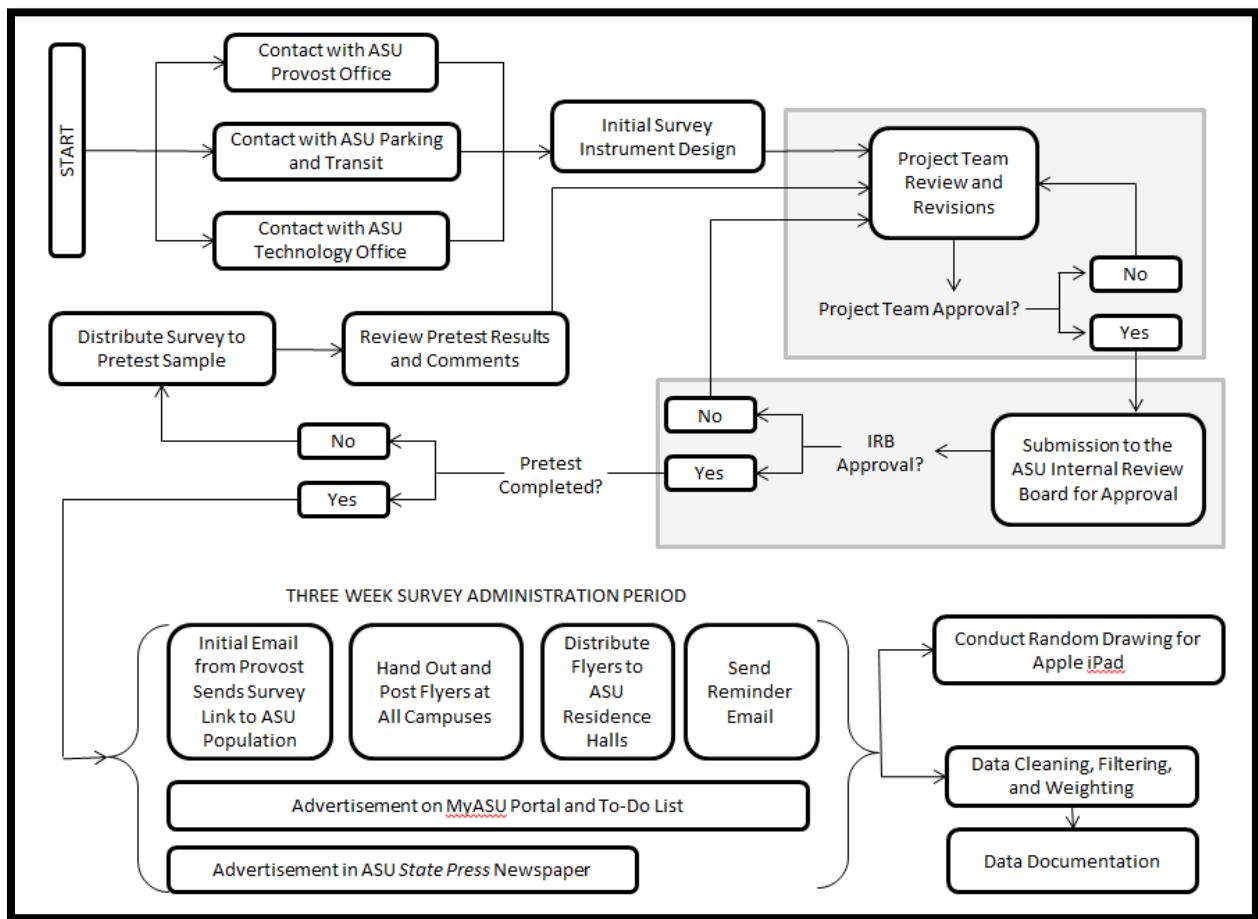 START
Contact with ASU
Provost Office
Contact with ASU Parking
and Transit
Contact with ASU
Technology Office
Initial Survey
Instrument Design
Project Team
Review and
Revisions
Project Team Approval?
No
Yes
Distribute Survey to
Pretest Sample
Review Pretest Results
and Comments
Submission to the
ASU Internal Review
Board for Approval
IRB
Approval?
No
Yes
Pretest
Completed?
No
Yes
THREE WEEK SURVEY ADMINISTRATION PERIOD
Initial Email
from Provost
Sends Survey
Link to ASU
Population
Hand Out and
Post Flyers at
All Campuses
Distribute
Flyers to
ASU
Residence
Halls
Send
Reminder
Email
Advertisement on MyASU Portal and To-Do List
Advertisement in ASU State Press Newspaper
Conduct Random Drawing for
Apple iPad
Data Cleaning, Filtering,
and Weighting
Data Documentation